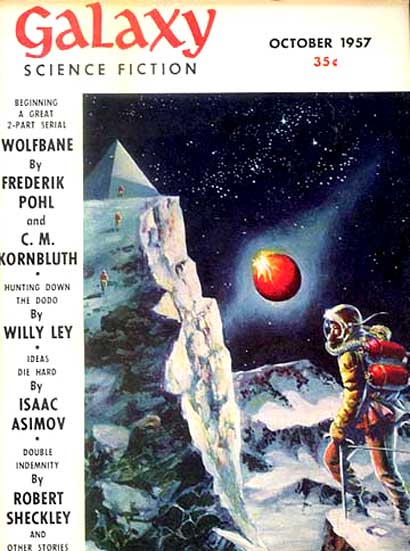 Galaxy
SCIENCE FICTION
OCTOBER 1957
35¢
BEGINNING
A GREAT
2-PART SERIAL
WOLFBANE
By
FREDERIK
POHL
and
C. M.
KORNBLUTH
•
HUNTING DOWN
THE DODO
By
WILLY LEY
•
IDEAS
DIE HARD
By
ISAAC
ASIMOV
•
DOUBLE
INDEMNITY
By
ROBERT
SHECKLEY
AND
OTHER STORIES